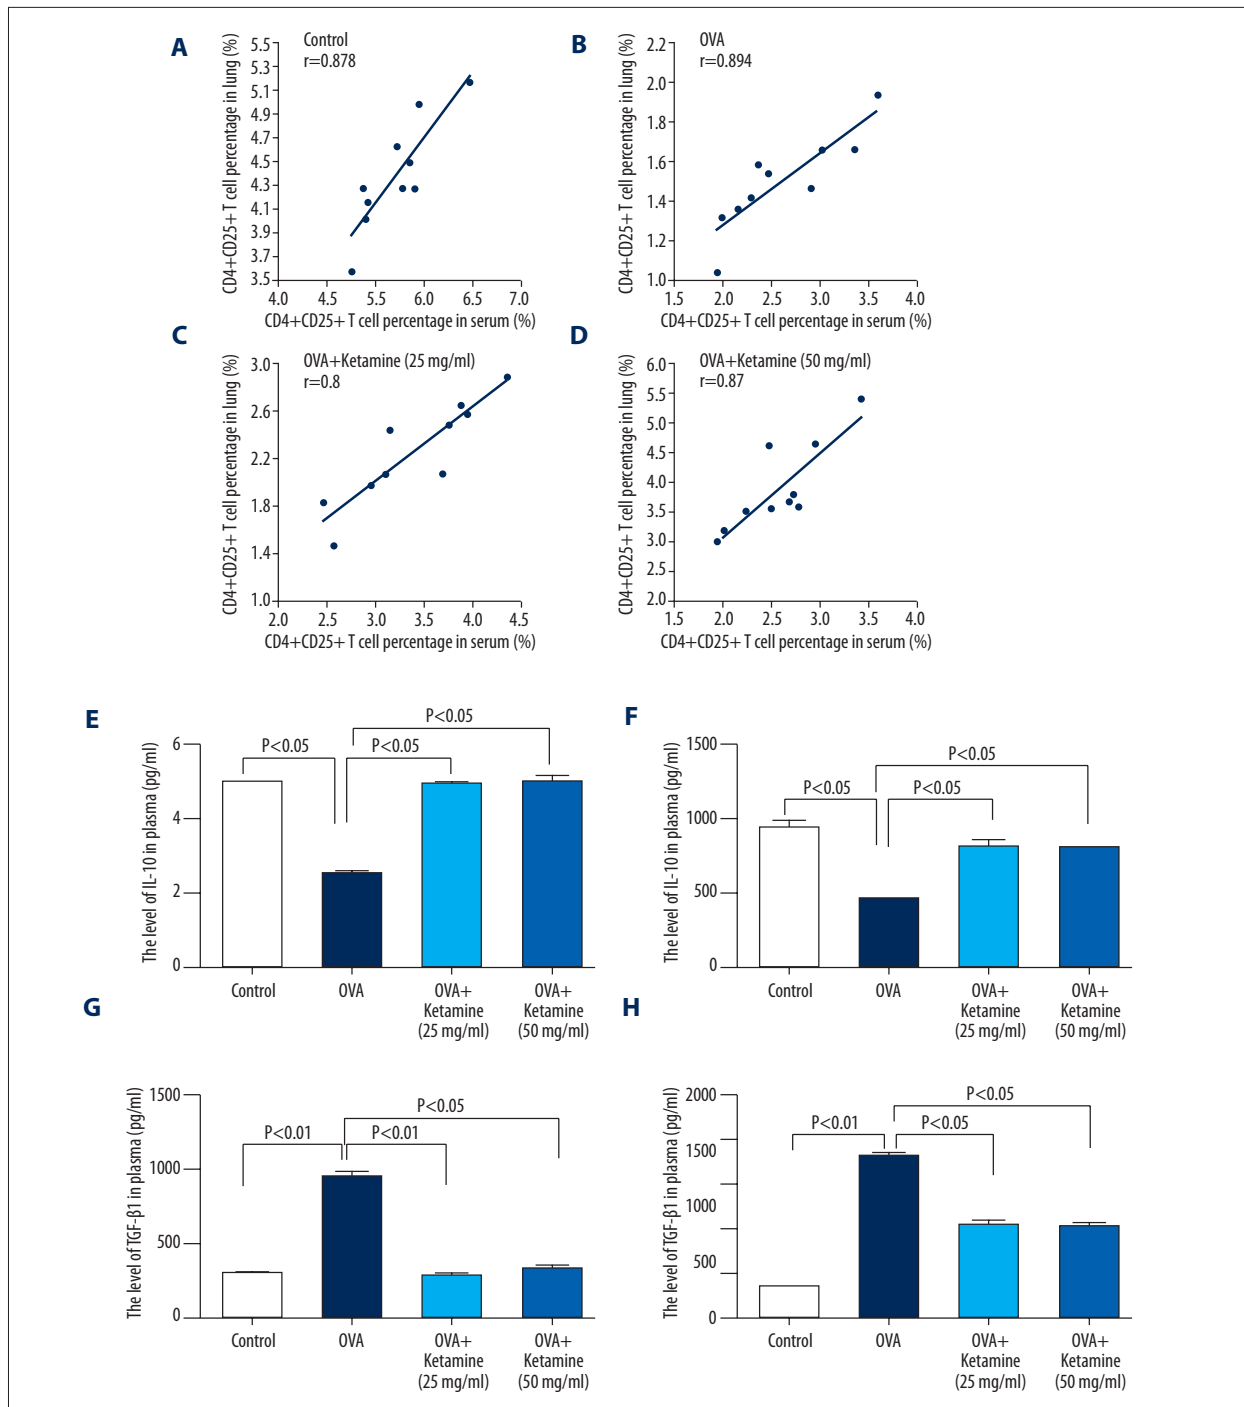 A
Control
r=0.878
CD4+CD25+ T cell percentage in lung (%)
5.5
5.3
5.1
4.9
4.7
4.5
4.3
4.1
3.9
3.7
3.5
4.0 4.5 5.5 6.0 6.5 7.0
CD4+CD25+ T cell percentage in serum (%)
B
OVA
r=0.894
CD4+CD25+ T cell percentage in lung (%)
2.2
2.0
1.8
1.6
1.4
1.2
1.0
1.5 2.0 2.5 3.0 3.5 4.0
CD4+CD25+ T cell percentage in serum (%)
C
OVA+Ketamine (25 mg/ml)
r=0.8
CD4+CD25+ T cell percentage in lung (%)
3.0
2.6
2.2
1.8
1.4
1.0
2.0 2.5 3.0 3.5 4.0 4.5
CD4+CD25+ T cell percentage in serum (%)
D
OVA+Ketamine (50 mg/ml)
r=0.87
CD4+CD25+ T cell percentage in lung (%)
6.0
5.5
5.0
4.5
4.0
3.5
3.0
2.5
2.0
1.5 2.0 2.5 3.0 3.5 4.0
CD4+CD25+ T cell percentage in serum (%)
E
The level of IL-10 in plasma (pg/ml)
6
4
2
0
P<0.05
P<0.05
P<0.05
Control
OVA
OVA+
Ketamine
(25 mg/ml)
OVA+
Ketamine
(50 mg/ml)
F
The level of IL-10 in plasma (pg/ml)
1500
1000
500
0
P<0.05
P<0.05
P<0.05
Control
OVA
OVA+
Ketamine
(25 mg/ml)
OVA+
Ketamine
(50 mg/ml)
G
The level of TGF-β1 in plasma (pg/ml)
1500
1000
500
0
P<0.05
P<0.01
P<0.01
Control
OVA
OVA+
Ketamine
(25 mg/ml)
OVA+
Ketamine
(50 mg/ml)
H
The level of TGF-β1 in plasma (pg/ml)
2000
1500
1000
500
0
P<0.05
P<0.01
P<0.05
Control
OVA
OVA+
Ketamine
(25 mg/ml)
OVA+
Ketamine
(50 mg/ml)